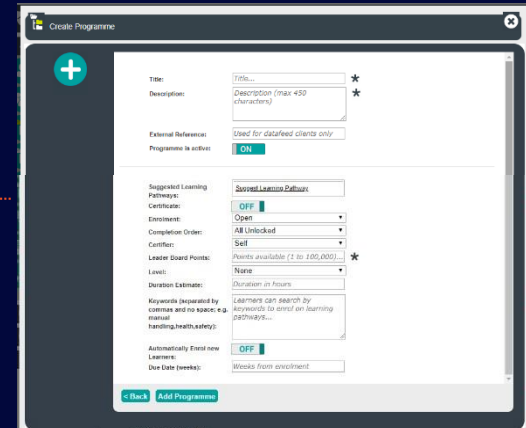 Create Programme
Title:
Title...
*
Description:
Description (max 450
characters)
*
External Reference:
Used for datafeed clients only
Programme is active:
ON
Suggested Learning
Pathways:
Suggest Learning Pathway
Certificate:
OFF
Enrolment:
Open
Completion Order:
All Unlocked
Certifier:
Self
Leader Board Points:
Points available (1 to 100,000)...
*
Level:
None
Duration Estimate:
Duration in hours
Keywords (separated by
commas and no space; e.g.
manual
handling,health,safety):
Learners can search by
keywords to enrol on learning
pathways...
Automatically Enrol new
Learners:
OFF
Due Date (weeks):
Weeks from enrolment
< Back
Add Programme
...